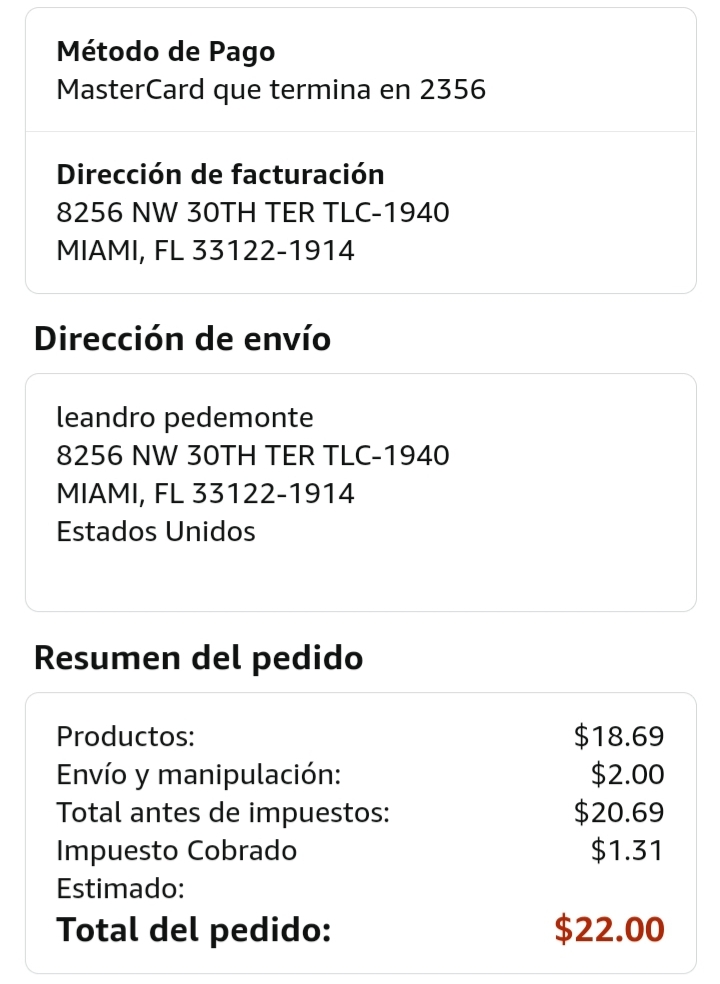 Método de Pago
MasterCard que termina en 2356
Dirección de facturación
8256 NW 30TH TER TLC-1940
MIAMI, FL 33122-1914
Dirección de envío
leandro pedemonte
8256 NW 30TH TER TLC-1940
MIAMI, FL 33122-1914
Estados Unidos
Resumen del pedido
Productos: $18.69
Envío y manipulación: $2.00
Total antes de impuestos: $20.69
Impuesto Cobrado $1.31
Estimado:
Total del pedido: $22.00